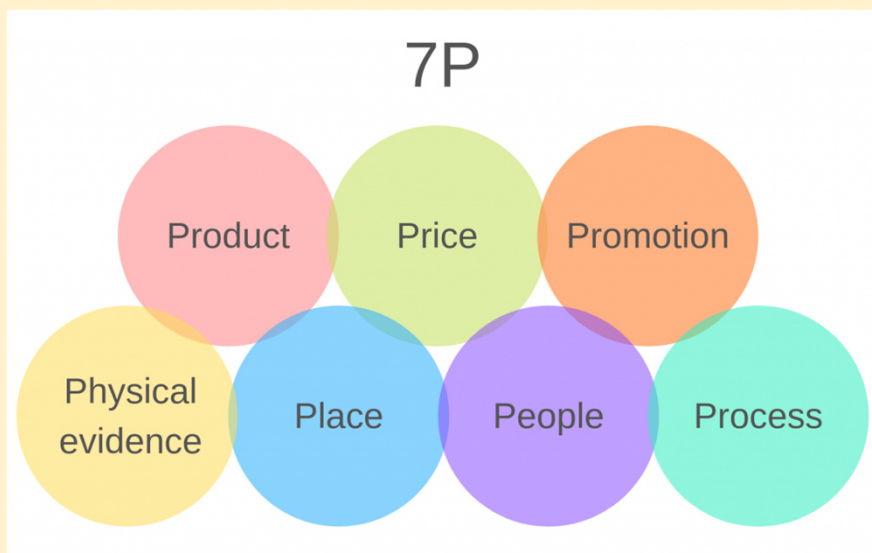 7P
Product
Price
Promotion
Physical
evidence
Place
People
Process